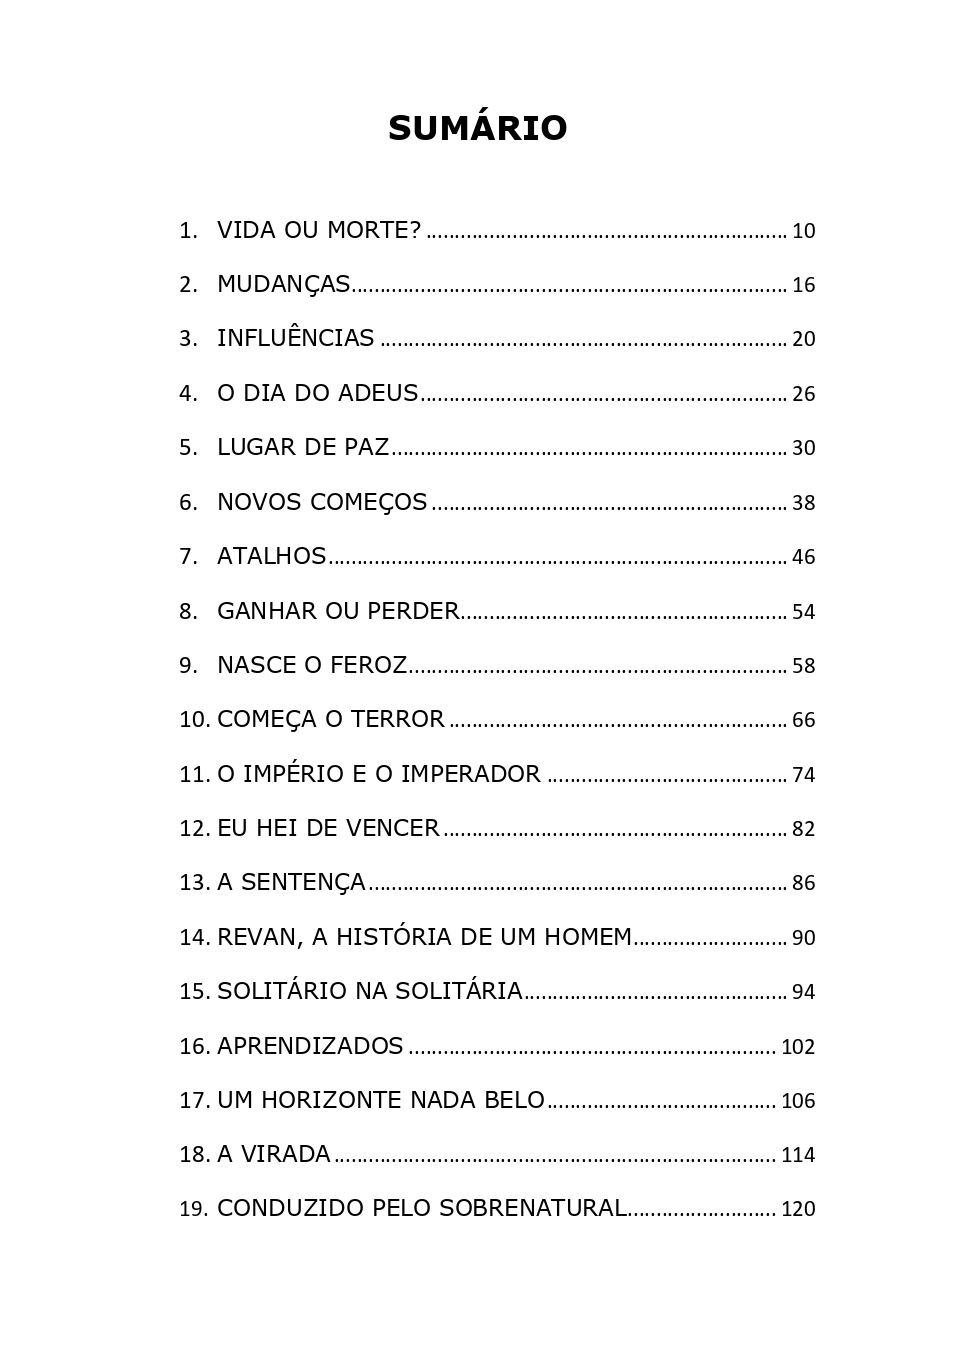 SUMÁRIO
1. VIDA OU MORTE? ............................................................... 10
2. MUDANÇAS............................................................................ 16
3. INFLUÊNCIAS ....................................................................... 20
4. O DIA DO ADEUS................................................................ 26
5. LUGAR DE PAZ..................................................................... 30
6. NOVOS COMEÇOS .............................................................. 38
7. ATALHOS................................................................................ 46
8. GANHAR OU PERDER......................................................... 54
9. NASCE O FEROZ.................................................................. 58
10. COMEÇA O TERROR ........................................................... 66
11. O IMPÉRIO E O IMPERADOR .......................................... 74
12. EU HEI DE VENCER ............................................................ 82
13. A SENTENÇA ......................................................................... 86
14. REVAN, A HISTÓRIA DE UM HOMEM........................... 90
15. SOLITÁRIO NA SOLITÁRIA.............................................. 94
16. APRENDIZADOS ................................................................ 102
17. UM HORIZONTE NADA BELO ........................................ 106
18. A VIRADA ............................................................................. 114
19. CONDUZIDO PELO SOBRENATURAL.......................... 120